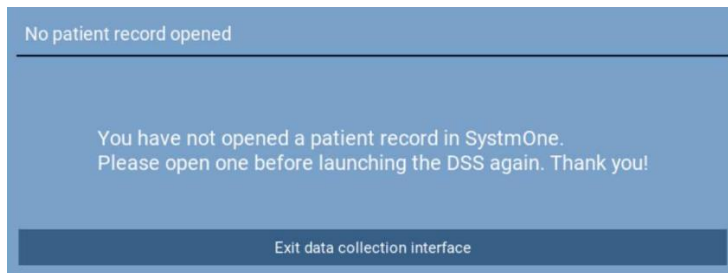 No patient record opened
You have not opened a patient record in SystmOne.
Please open one before launching the DSS again. Thank you!
Exit data collection interface